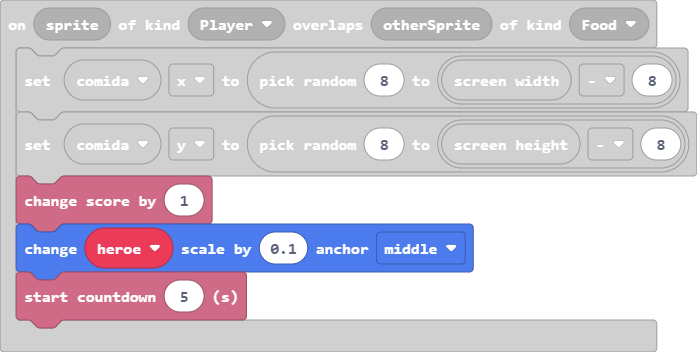 on sprite of kind Player overlaps otherSprite of kind Food
set comida x to pick random 8 to screen width - 8
set comida y to pick random 8 to screen height - 8
change score by 1
change heroe scale by 0.1 anchor middle
start countdown 5 (s)